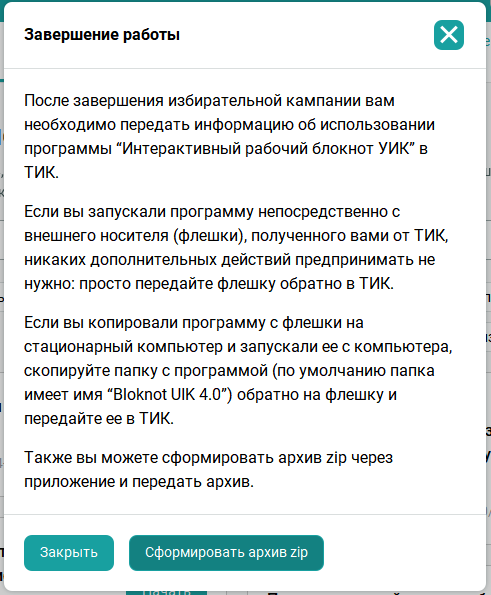 Завершение работы
После завершения избирательной кампании вам
необходимо передать информацию об использовании
программы “Интерактивный рабочий блокнот УИК” в
ТИК.
Если вы запускали программу непосредственно с
внешнего носителя (флешки), полученного вами от ТИК,
никаких дополнительных действий предпринимать не
нужно: просто передайте флешку обратно в ТИК.
Если вы копировали программу с флешки на
стационарный компьютер и запускали ее с компьютера,
скопируйте папку с программой (по умолчанию папка
имеет имя “Bloknot UIK 4.0”) обратно на флешку и
передайте ее в ТИК.
Также вы можете сформировать архив zip через
приложение и передать архив.
Закрыть
Сформировать архив zip